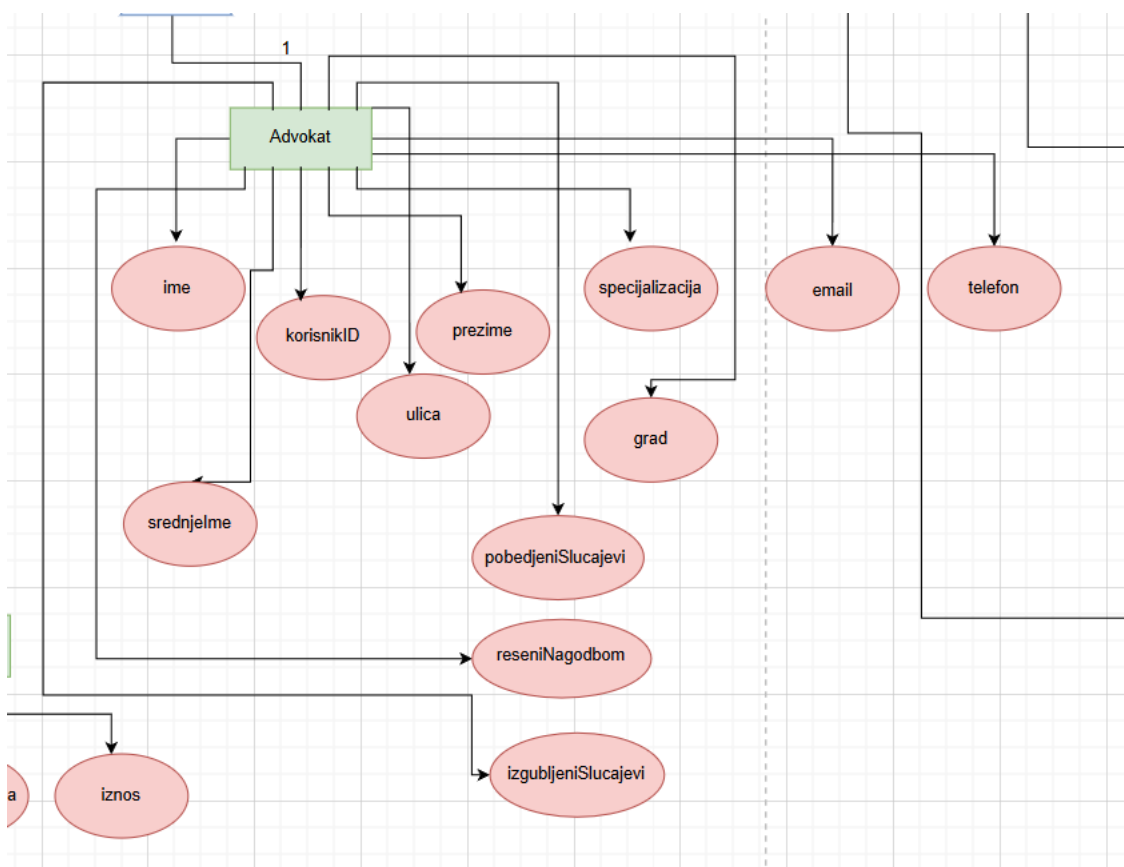 1
Advokat
ime
specijalizacija
email
telefon
korisnikID
prezime
ulica
grad
srednjeIme
pobedjeniSlucajevi
reseniNagodbom
izgubljeniSlucajevi
a
iznos